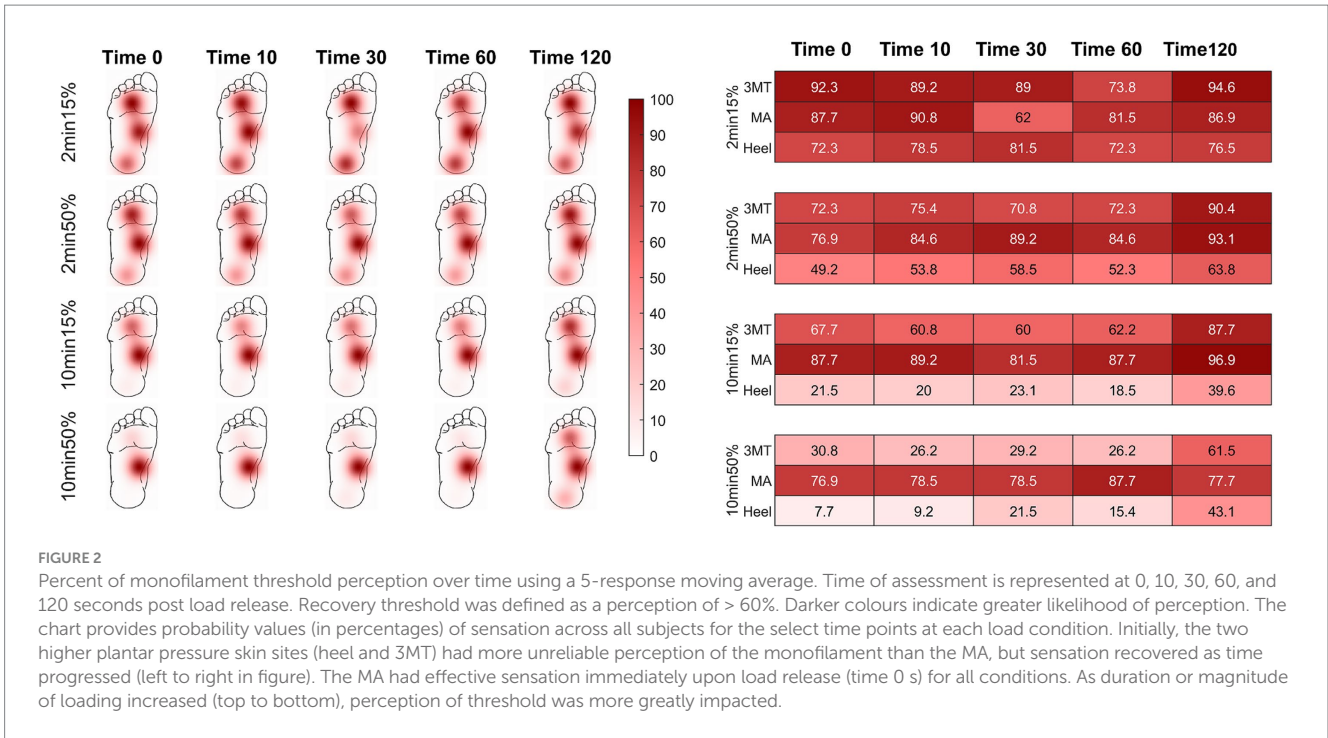 Time 0 Time 10 Time 30 Time 60 Time 120
2min15%
2min50%
10min15%
10min50%
100
90
80
70
60
50
40
30
20
10
0
Time 0 Time 10 Time 30 Time 60 Time120
2min15%
3MT 92.3 89.2 89 73.8 94.6
MA 87.7 90.8 62 81.5 86.9
Heel 72.3 78.5 81.5 72.3 76.5
2min50%
3MT 72.3 75.4 70.8 72.3 90.4
MA 76.9 84.6 89.2 84.6 93.1
Heel 49.2 53.8 58.5 52.3 63.8
10min15%
3MT 67.7 60.8 60 62.2 87.7
MA 87.7 89.2 81.5 87.7 96.9
Heel 21.5 20 23.1 18.5 39.6
10min50%
3MT 30.8 26.2 29.2 26.2 61.5
MA 76.9 78.5 78.5 87.7 77.7
Heel 7.7 9.2 21.5 15.4 43.1
FIGURE 2
Percent of monofilament threshold perception over time using a 5-response moving average. Time of assessment is represented at 0, 10, 30, 60, and
120 seconds post load release. Recovery threshold was defined as a perception of > 60%. Darker colours indicate greater likelihood of perception. The
chart provides probability values (in percentages) of sensation across all subjects for the select time points at each load condition. Initially, the two
higher plantar pressure skin sites (heel and 3MT) had more unreliable perception of the monofilament than the MA, but sensation recovered as time
progressed (left to right in figure). The MA had effective sensation immediately upon load release (time 0 s) for all conditions. As duration or magnitude
of loading increased (top to bottom), perception of threshold was more greatly impacted.